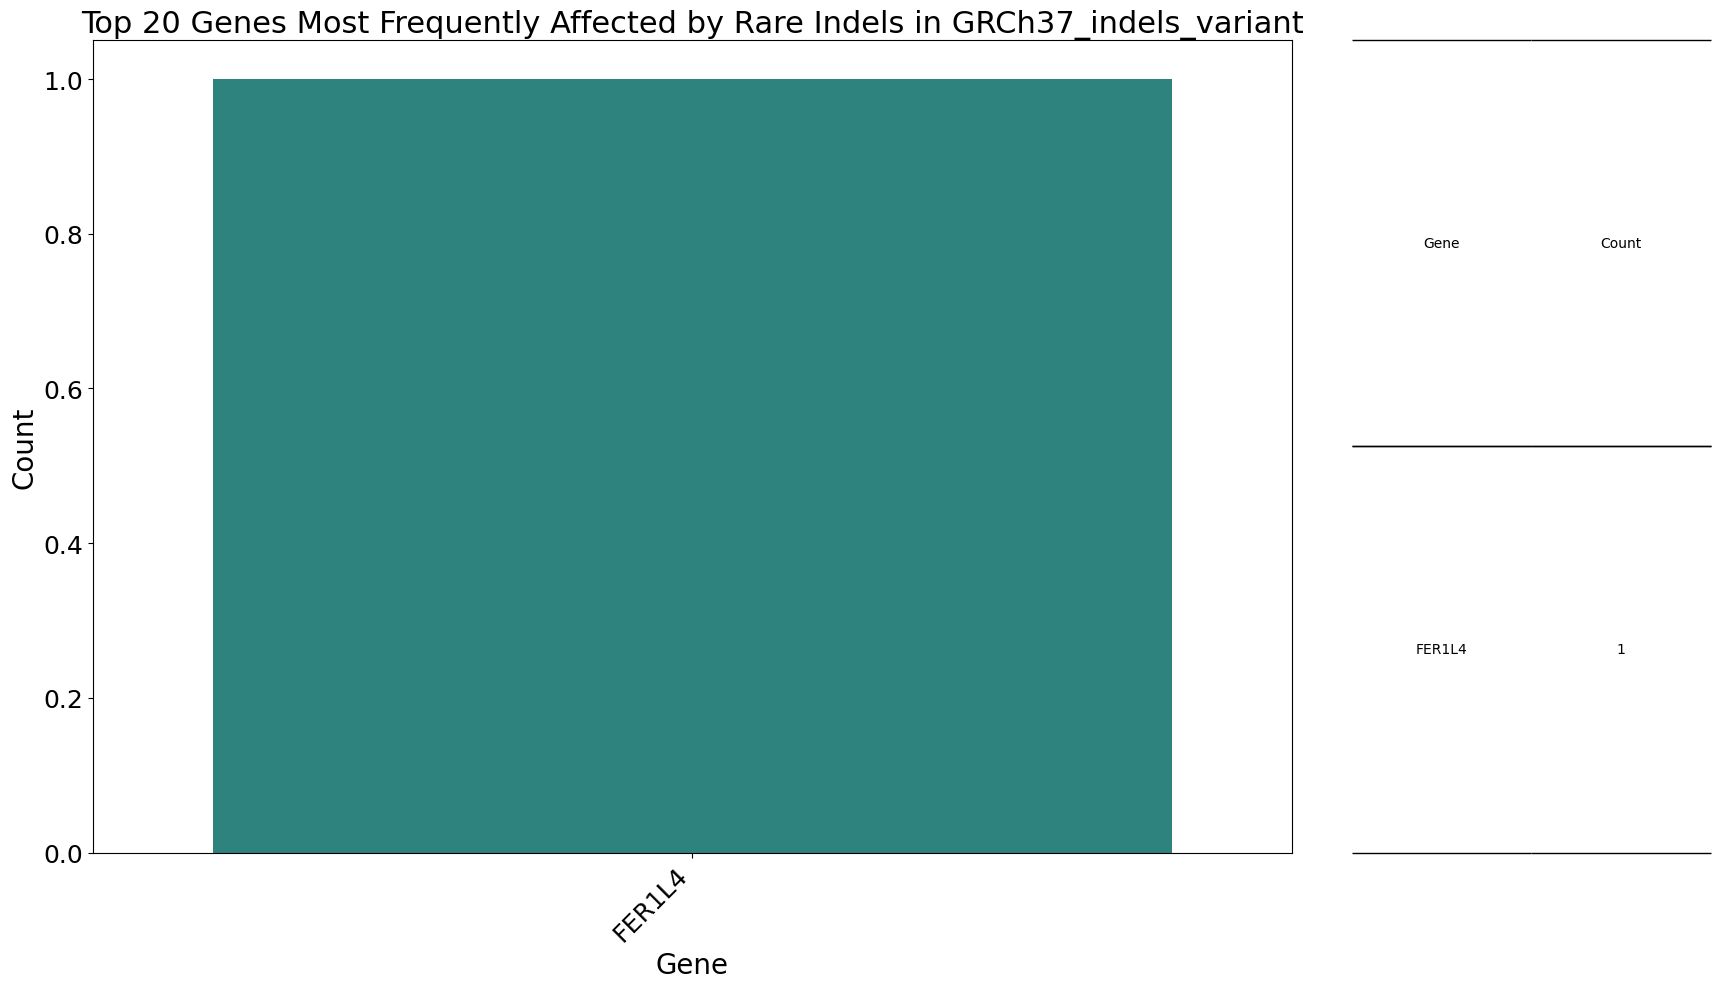 Top 20 Genes Most Frequently Affected by Rare Indels in GRCh37_indels_variant
1.0
0.8
0.6
0.4
0.2
0.0
Count
FER1L4
Gene
Gene Count
FER1L4 1